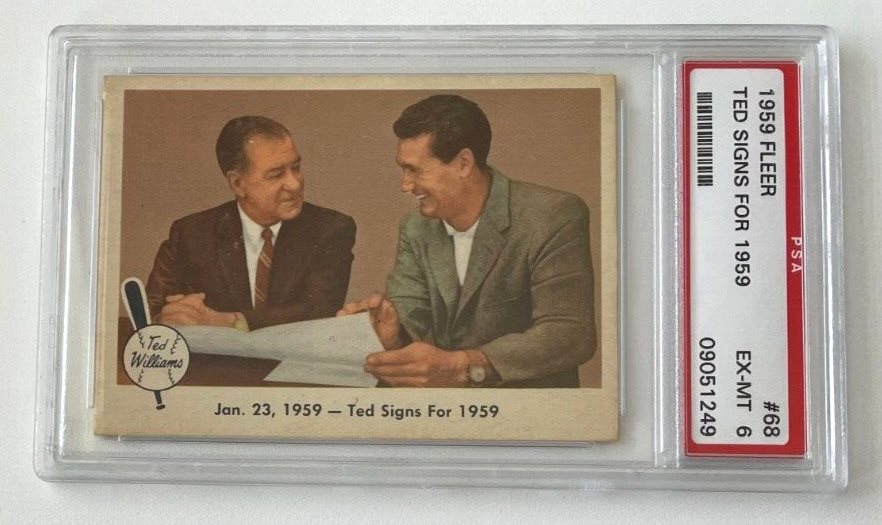 Ted
Williams
Jan. 23, 1959 — Ted Signs For 1959
PSA
1959 FLEER #68
TED SIGNS FOR 1959 EX-MT 6
09051249